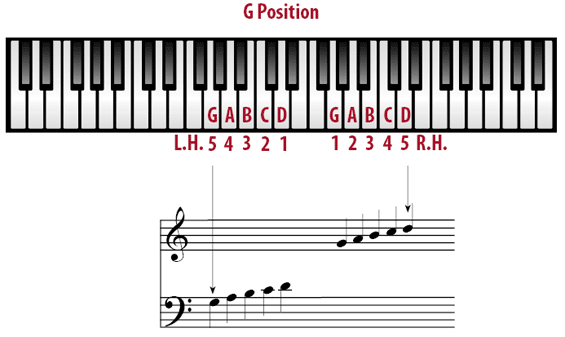 G Position
G A B C D G A B C D
L.H. 5 4 3 2 1 1 2 3 4 5 R.H.